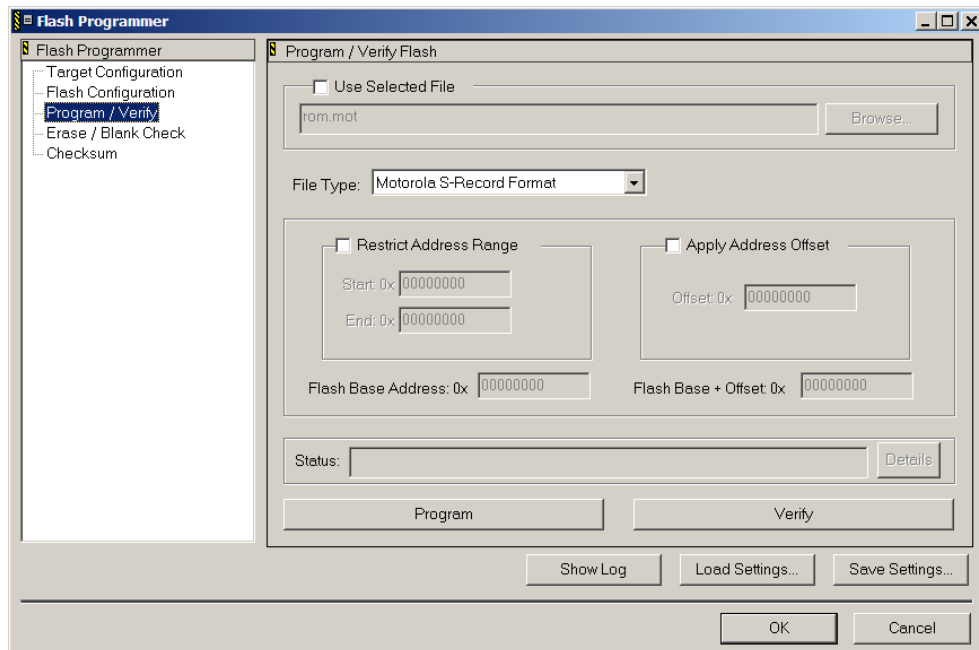 Flash Programmer
Flash Programmer
Target Configuration
Flash Configuration
Program / Verify
Erase / Blank Check
Checksum
Program / Verify Flash
Use Selected File
rom.mot
Browse...
File Type: Motorola S-Record Format
Restrict Address Range
Start: 0x 00000000
End: 0x 00000000
Apply Address Offset
Offset: 0x 00000000
Flash Base Address: 0x 00000000
Flash Base + Offset: 0x 00000000
Status:
Details
Program
Verify
Show Log
Load Settings...
Save Settings...
OK
Cancel